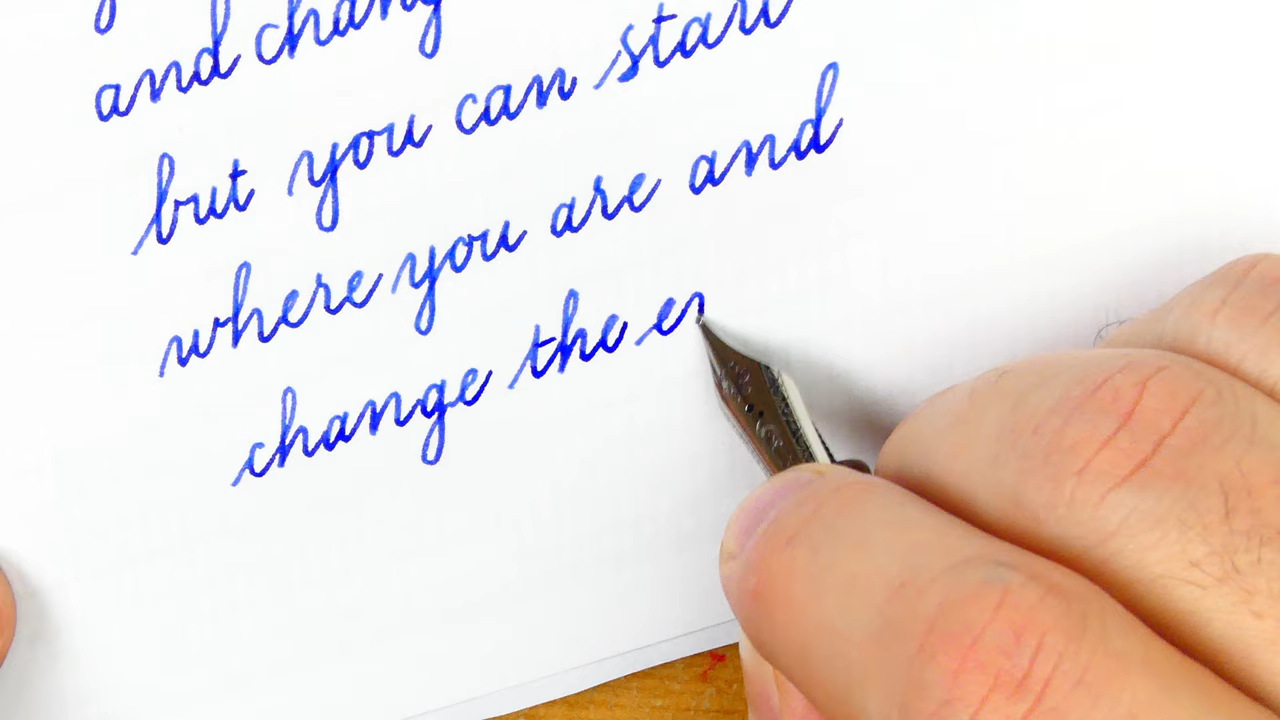 and chang
but you can start
where you are and
change the e